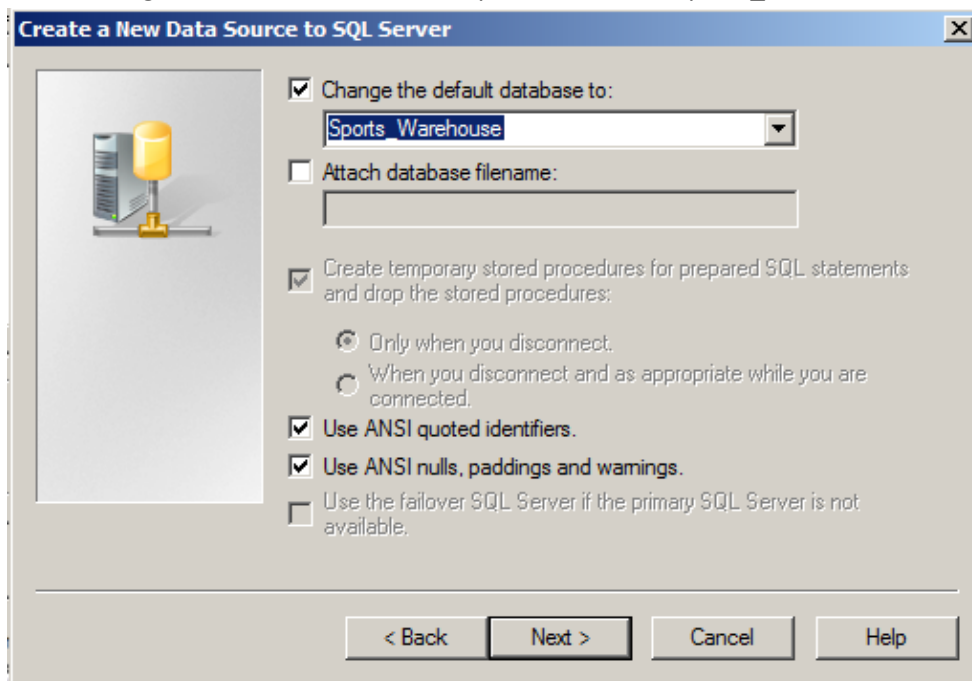 Create a New Data Source to SQL Server
Change the default database to:
Sports_Warehouse
Attach database filename:
Create temporary stored procedures for prepared SQL statements
and drop the stored procedures:
Only when you disconnect.
When you disconnect and as appropriate while you are
connected.
Use ANSI quoted identifiers.
Use ANSI nulls, paddings and warnings.
Use the failover SQL Server if the primary SQL Server is not
available.
< Back
Next >
Cancel
Help